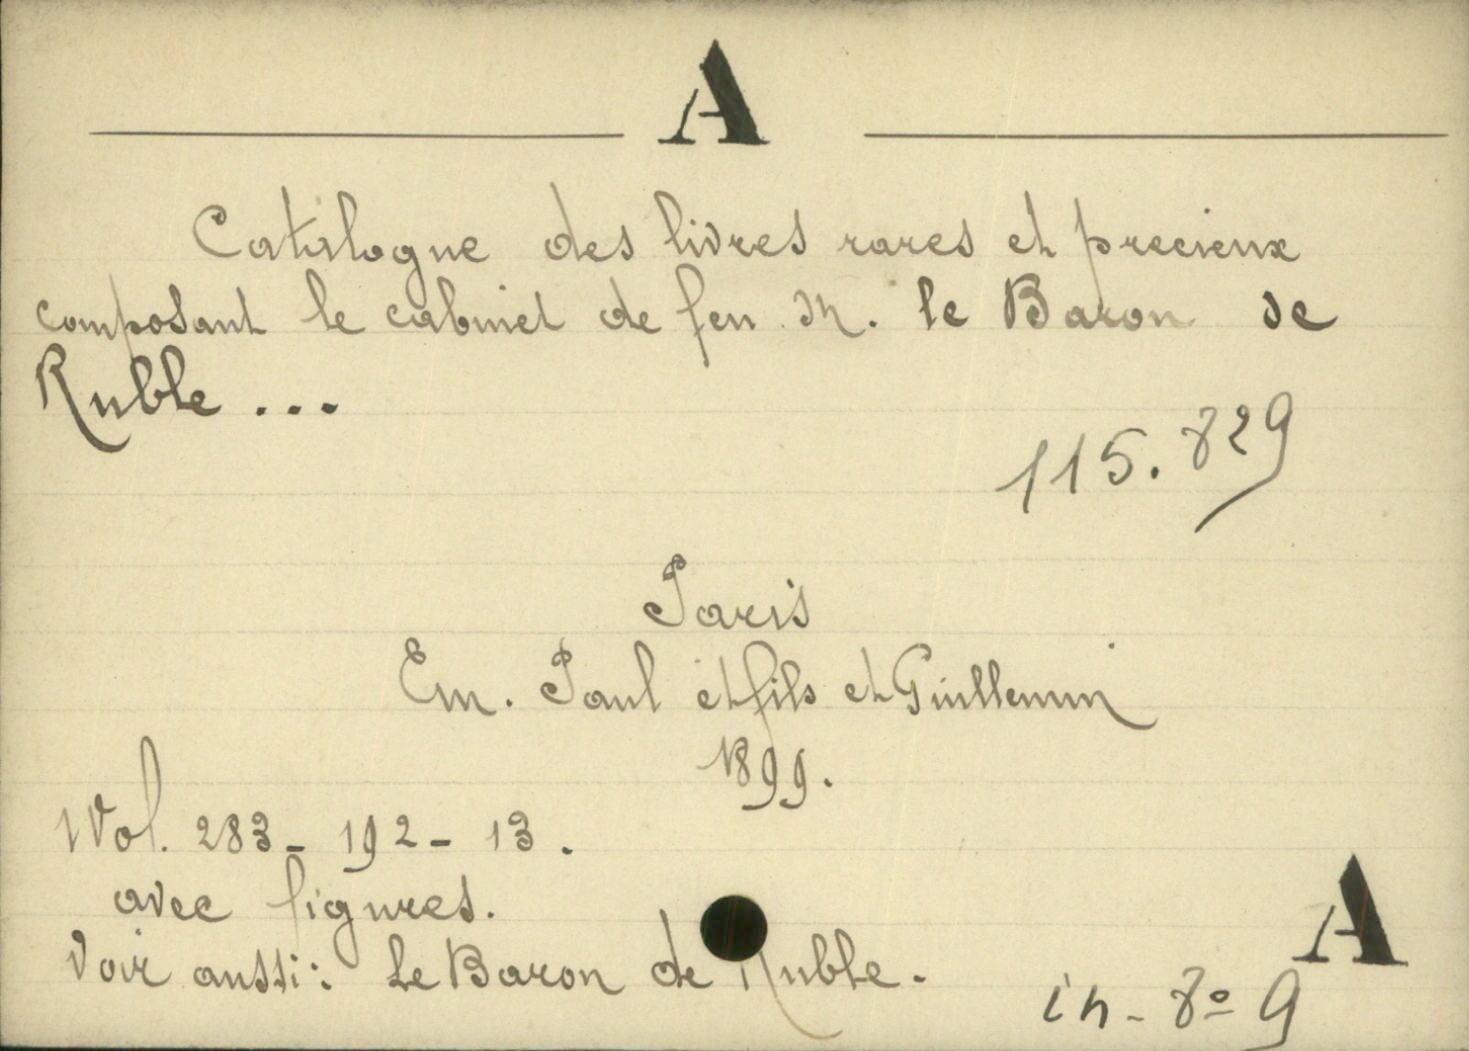 A
Catalogue des livres rares et precieux
composant le cabinet de feu M. le Baron de
Ruble ...
115.829
Paris
Em. Paul et fils et Guillemin
1899.
1 Vol. 283 - 192 - 13.
avec figures.
Voir aussi: Le Baron de Ruble.
A
in-8º 9